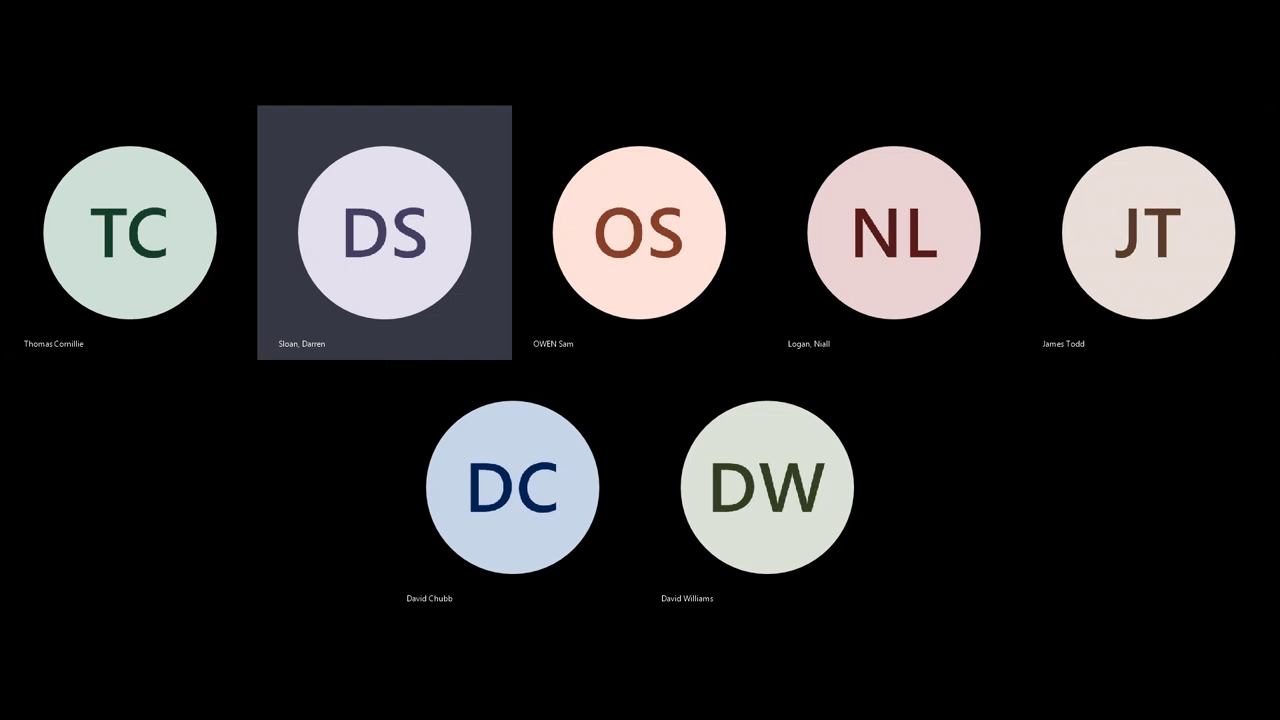 TC
DS
OS
NL
JT
Thomas Cornillie
Sloan, Darren
OWEN Sam
Logan, Niall
James Todd
DC
DW
David Chubb
David Williams